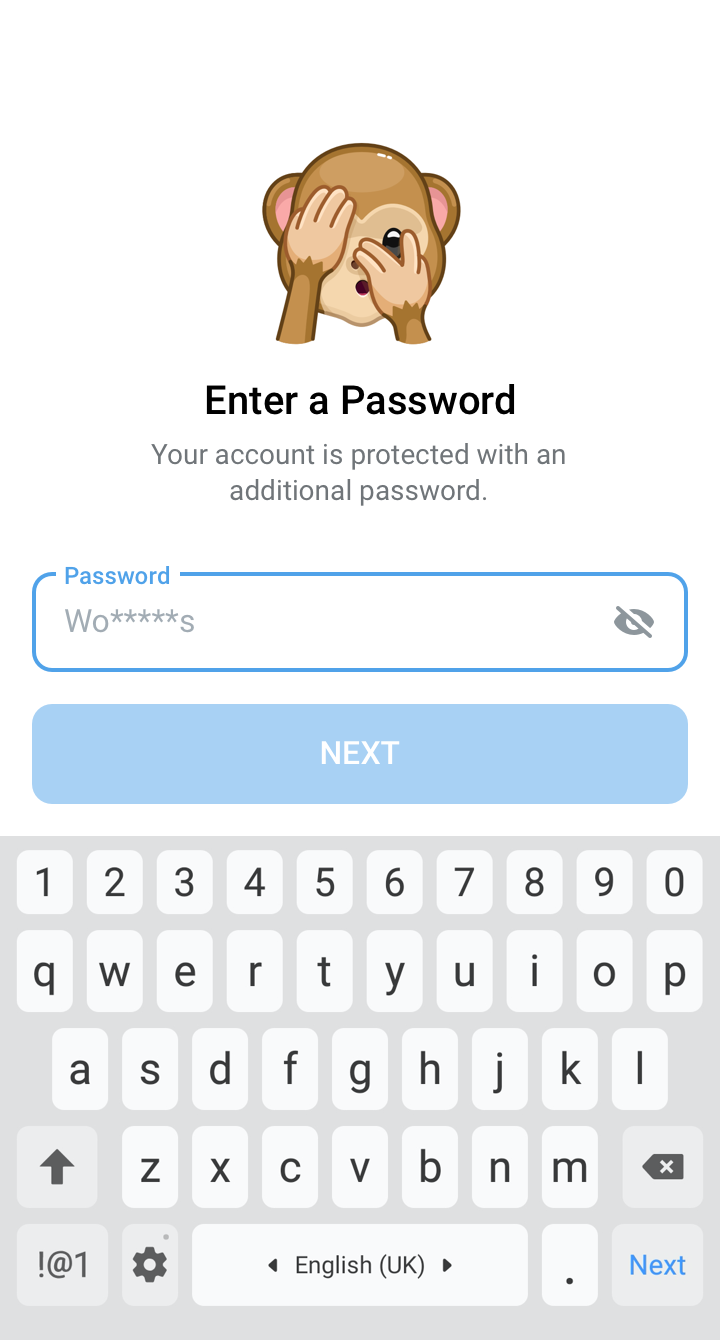 Enter a Password
Your account is protected with an
additional password.
Password
Wo*****s
NEXT
1 2 3 4 5 6 7 8 9 0
q w e r t y u i o p
a s d f g h j k l
z x c v b n m
!@1 English (UK) . Next